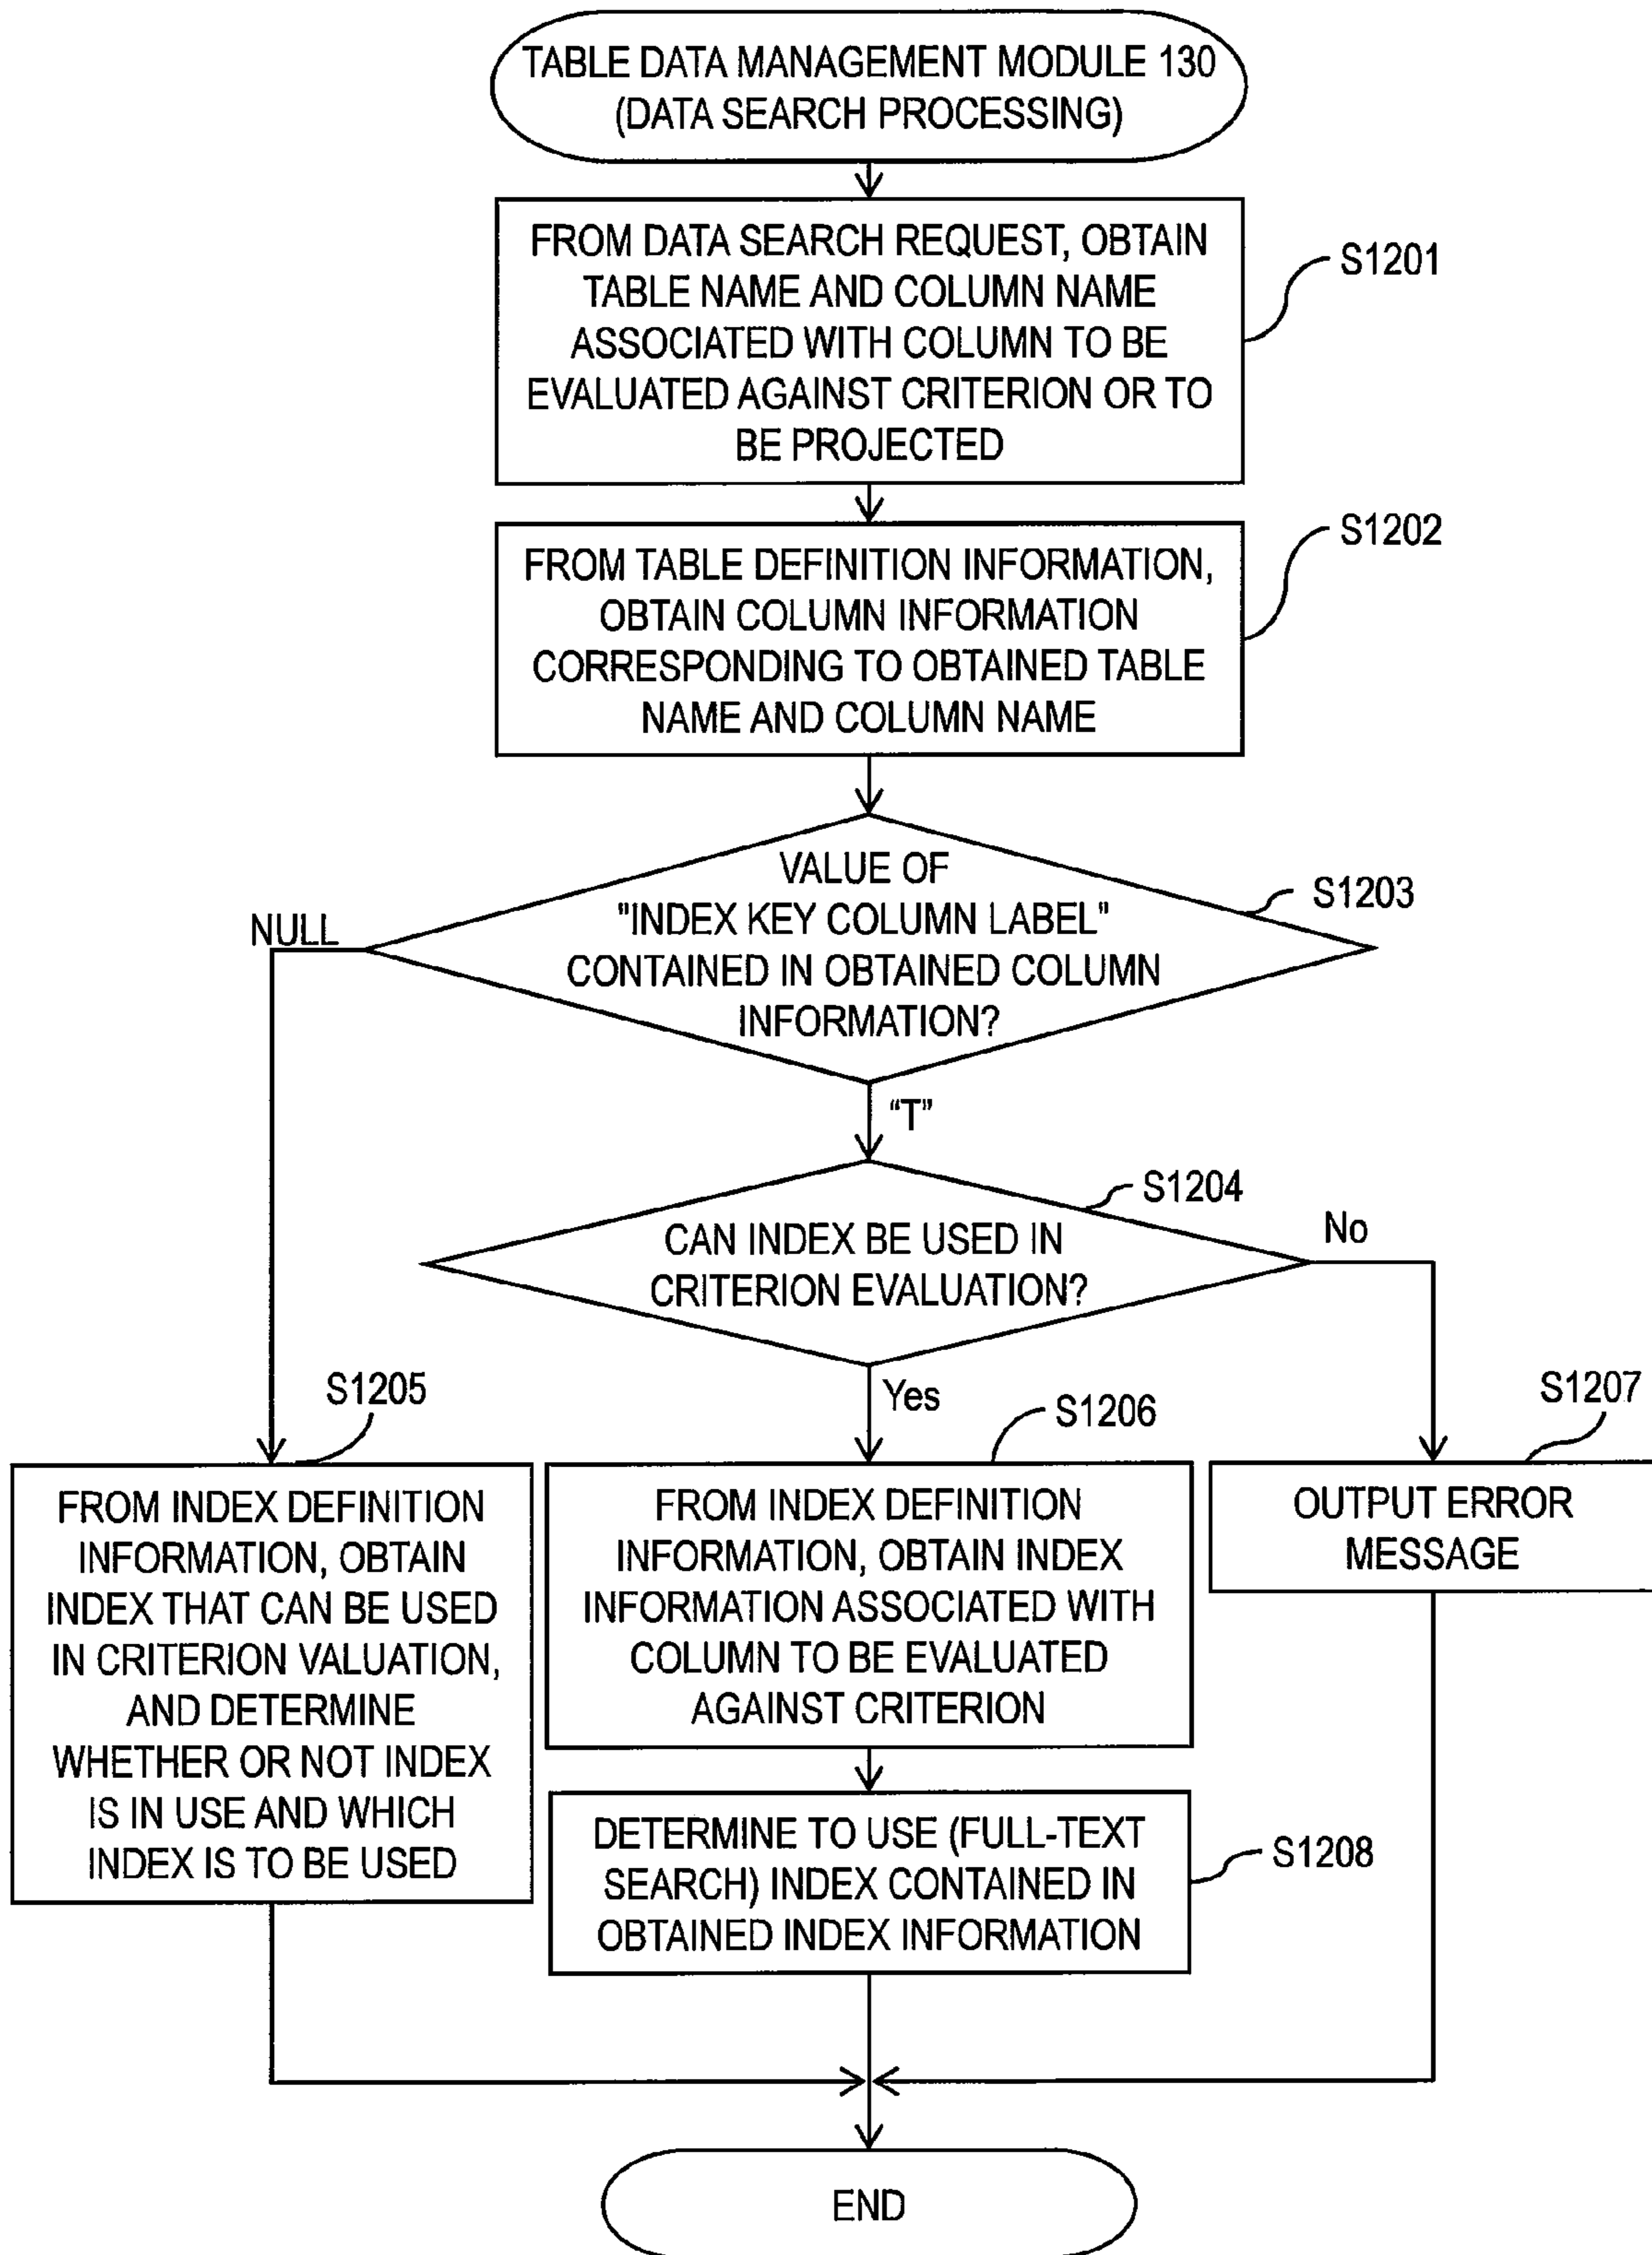 TABLE DATA MANAGEMENT MODULE 130
(DATA SEARCH PROCESSING)
FROM DATA SEARCH REQUEST, OBTAIN
TABLE NAME AND COLUMN NAME
ASSOCIATED WITH COLUMN TO BE
EVALUATED AGAINST CRITERION OR TO
BE PROJECTED
S1201
FROM TABLE DEFINITION INFORMATION,
OBTAIN COLUMN INFORMATION
CORRESPONDING TO OBTAINED TABLE
NAME AND COLUMN NAME
S1202
VALUE OF
"INDEX KEY COLUMN LABEL"
CONTAINED IN OBTAINED COLUMN
INFORMATION?
S1203
NULL
“T”
CAN INDEX BE USED IN
CRITERION EVALUATION?
S1204
No
Yes
S1205
FROM INDEX DEFINITION
INFORMATION, OBTAIN
INDEX THAT CAN BE USED
IN CRITERION VALUATION,
AND DETERMINE
WHETHER OR NOT INDEX
IS IN USE AND WHICH
INDEX IS TO BE USED
S1206
FROM INDEX DEFINITION
INFORMATION, OBTAIN INDEX
INFORMATION ASSOCIATED WITH
COLUMN TO BE EVALUATED
AGAINST CRITERION
S1207
OUTPUT ERROR
MESSAGE
DETERMINE TO USE (FULL-TEXT
SEARCH) INDEX CONTAINED IN
OBTAINED INDEX INFORMATION
S1208
END